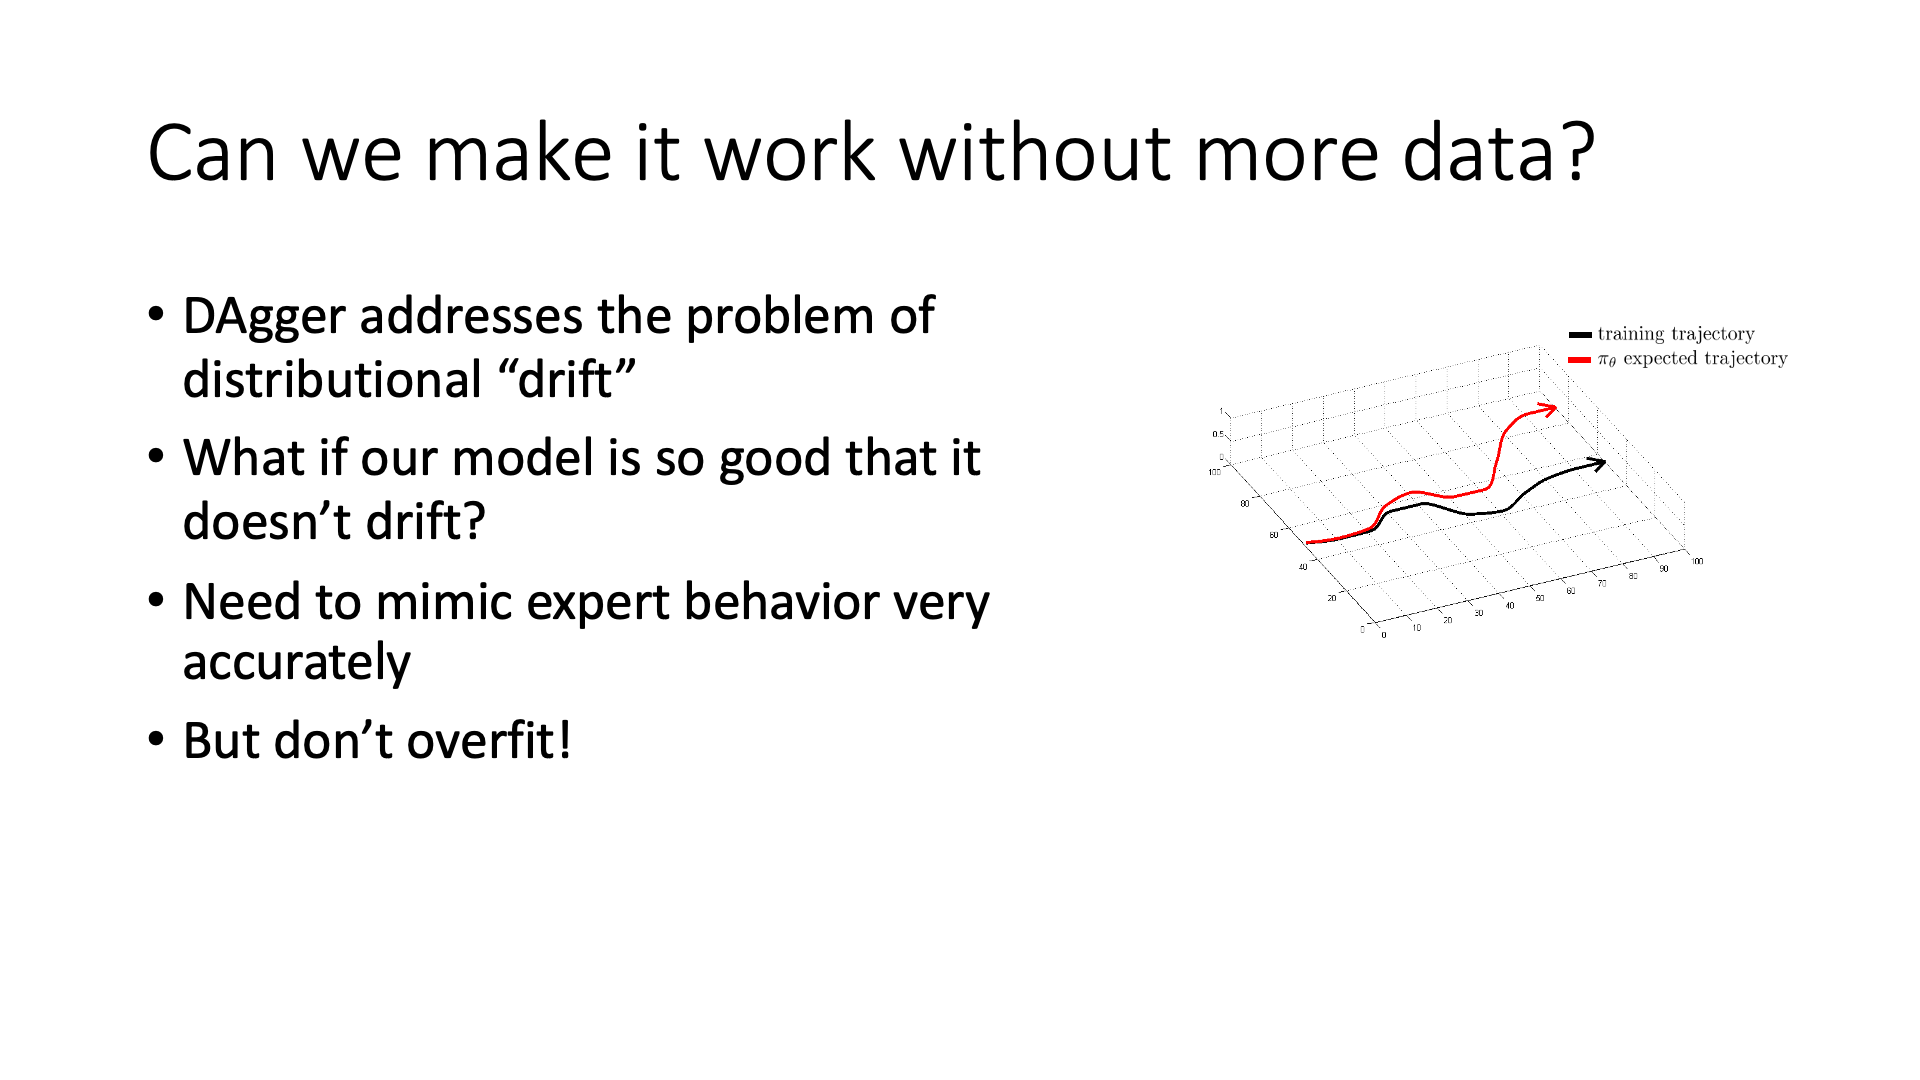 Can we make it work without more data?
• DAgger addresses the problem of
distributional “drift”
• What if our model is so good that it
doesn’t drift?
• Need to mimic expert behavior very
accurately
• But don’t overfit!
training trajectory
πθ expected trajectory
1
0.5
0
100
80
60
40
20
0
0
10
20
30
40
50
60
70
80
90
100